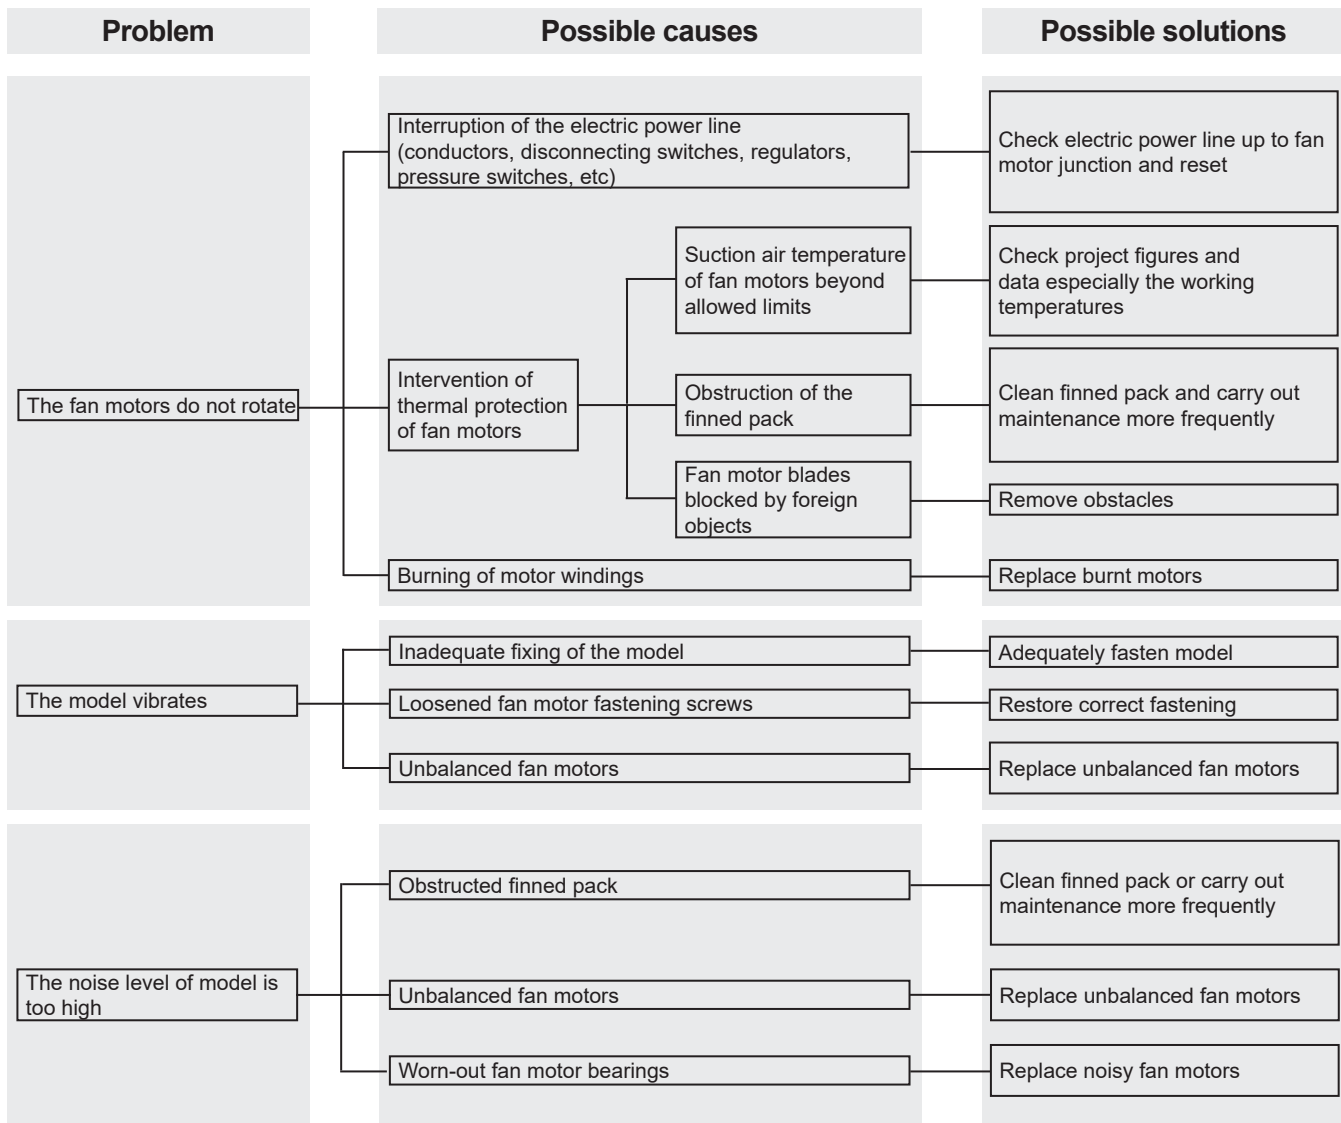 Problem
Possible causes
Possible solutions
The fan motors do not rotate
Interruption of the electric power line
(conductors, disconnecting switches, regulators,
pressure switches, etc)
Check electric power line up to fan
motor junction and reset
Intervention of
thermal protection
of fan motors
Suction air temperature
of fan motors beyond
allowed limits
Check project figures and
data especially the working
temperatures
Obstruction of the
finned pack
Clean finned pack and carry out
maintenance more frequently
Fan motor blades
blocked by foreign
objects
Remove obstacles
Burning of motor windings
Replace burnt motors
The model vibrates
Inadequate fixing of the model
Adequately fasten model
Loosened fan motor fastening screws
Restore correct fastening
Unbalanced fan motors
Replace unbalanced fan motors
The noise level of model is
too high
Obstructed finned pack
Clean finned pack or carry out
maintenance more frequently
Unbalanced fan motors
Replace unbalanced fan motors
Worn-out fan motor bearings
Replace noisy fan motors